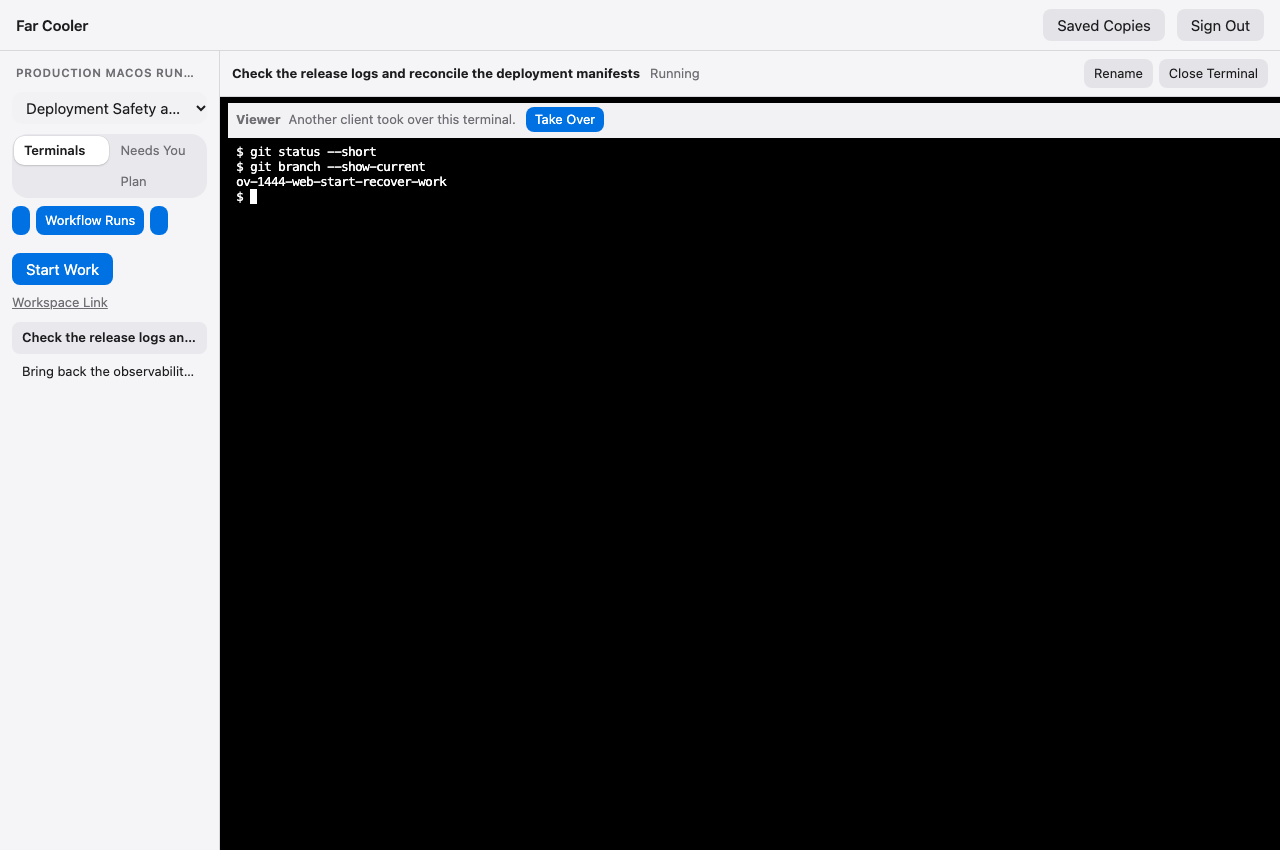 Far Cooler
Saved Copies
Sign Out
PRODUCTION MACOS RUN...
Deployment Safety a...
Terminals
Needs You
Plan
Workflow Runs
Start Work
Workspace Link
Check the release logs an...
Bring back the observabilit...
Check the release logs and reconcile the deployment manifests Running
Rename
Close Terminal
Viewer Another client took over this terminal. Take Over
$ git status --short
$ git branch --show-current
ov-1444-web-start-recover-work
$